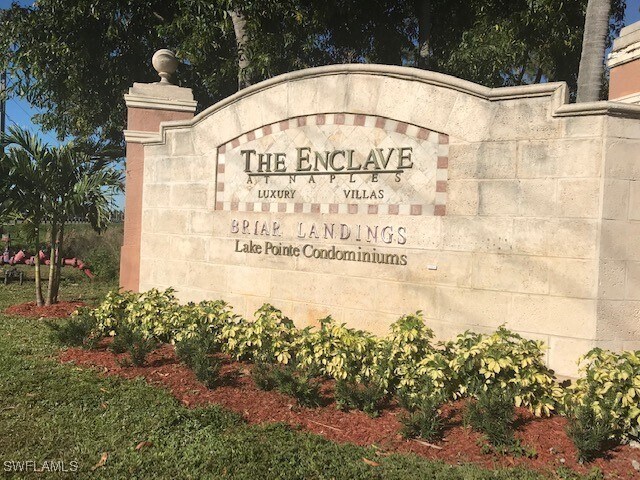 THE ENCLAVE
AT NAPLES
LUXURY VILLAS
BRIAR LANDINGS
Lake Pointe Condominiums
SWFLAMLS